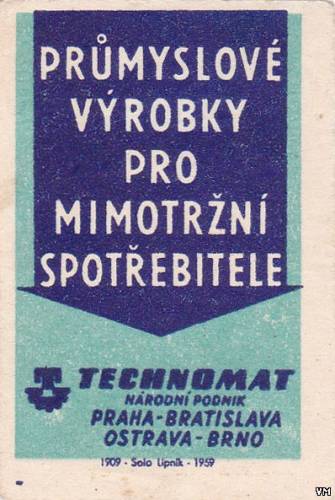 PRŮMYSLOVÉ
VÝROBKY
PRO
MIMOTRŽNÍ
SPOTŘEBITELE
TECHNOMAT
NÁRODNÍ PODNIK
PRAHA-BRATISLAVA
OSTRAVA-BRNO
1909 - Solo Lipník - 1959
VM